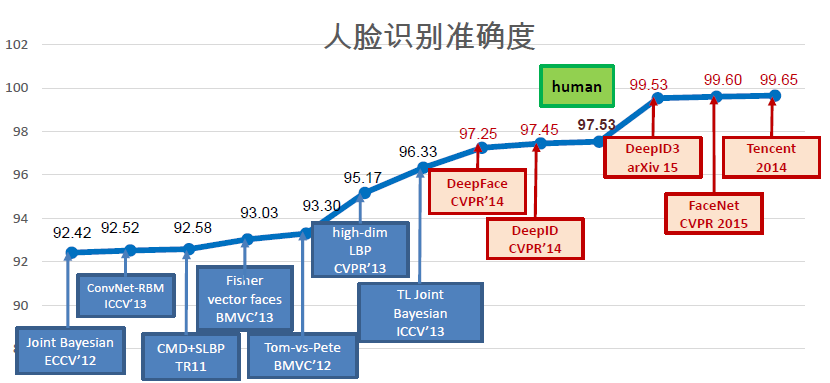 人脸识别准确度
102
100
98
96
94
92
90
92.42
92.52
92.58
93.03
93.30
95.17
96.33
97.25
97.45
97.53
99.53
99.60
99.65
human
Joint Bayesian
ECCV'12
ConvNet-RBM
ICCV'13
CMD+SLBP
TR11
Fisher
vector faces
BMVC'13
Tom-vs-Pete
BMVC'12
high-dim
LBP
CVPR'13
TL Joint
Bayesian
ICCV'13
DeepFace
CVPR'14
DeepID
CVPR'14
DeepID3
arXiv 15
FaceNet
CVPR 2015
Tencent
2014